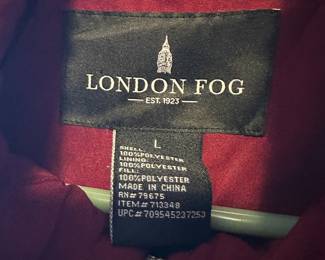 LONDON FOG
EST. 1923
L
SHELL:
100%POLYESTER
LINING:
100%POLYESTER
FILL:
100%POLYESTER
MADE IN CHINA
RN#79675
ITEM#713348
UPC#709545237253